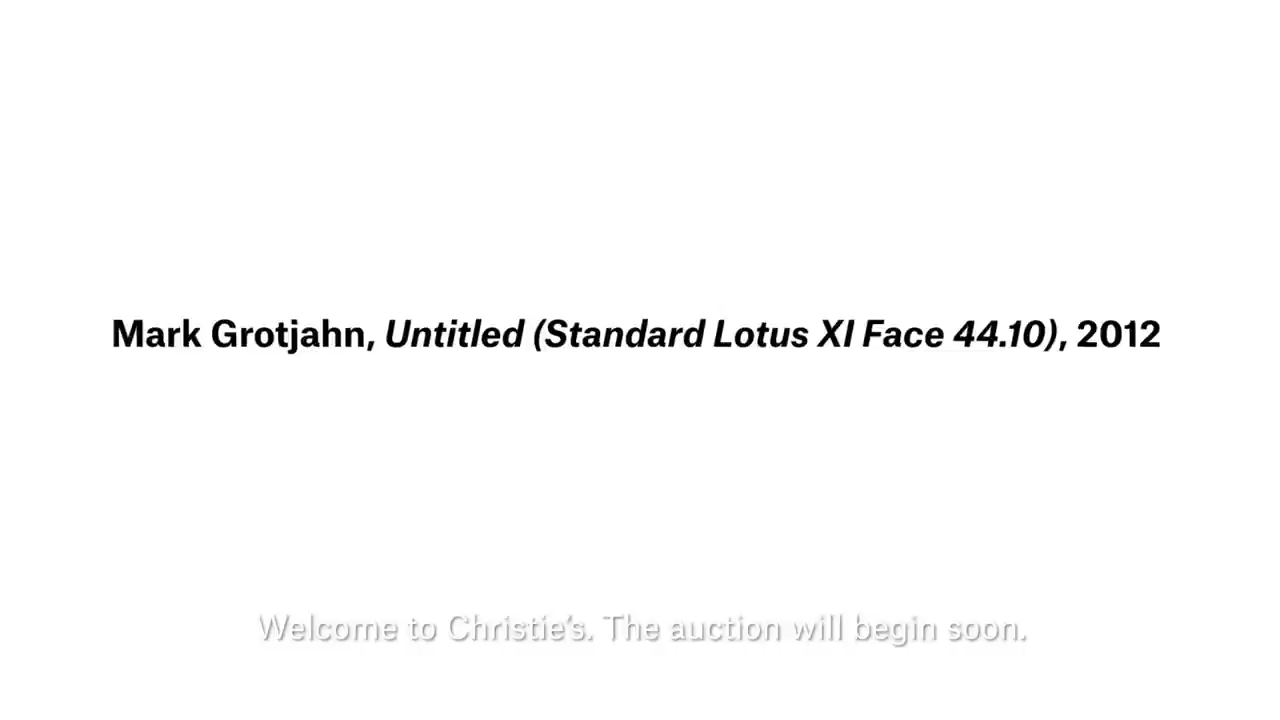 Mark Grotjahn, Untitled (Standard Lotus XI Face 44.10), 2012
Welcome to Christie's. The auction will begin soon.